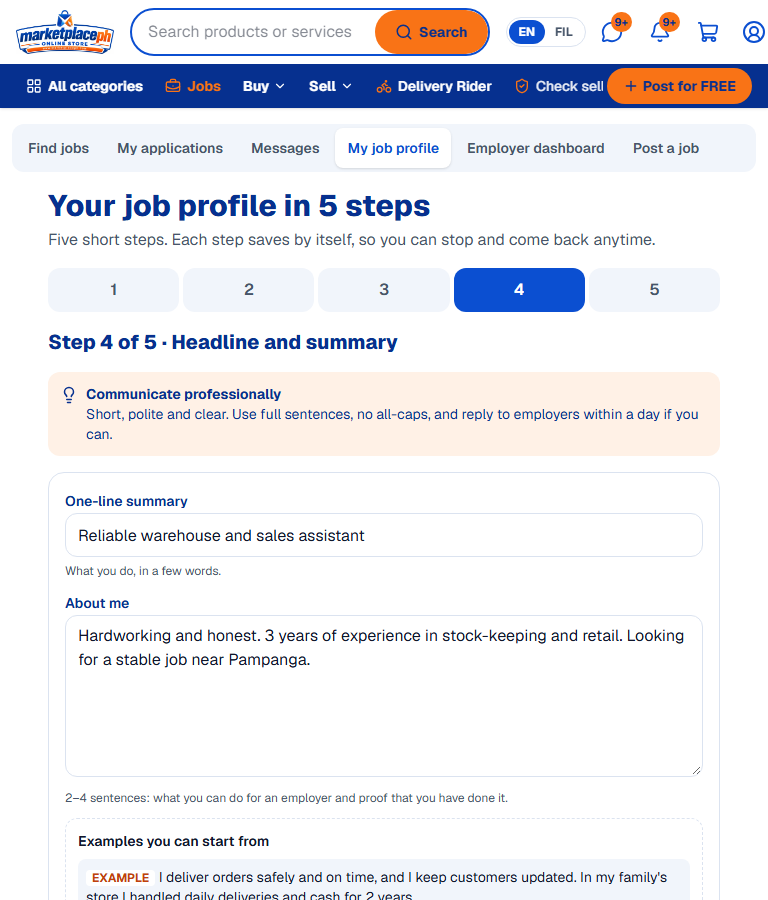 marketplaceph
ONLINE STORE
Search products or services
Search
EN
FIL
9+
9+
All categories
Jobs
Buy
Sell
Delivery Rider
Check sell
+ Post for FREE
Find jobs
My applications
Messages
My job profile
Employer dashboard
Post a job
Your job profile in 5 steps
Five short steps. Each step saves by itself, so you can stop and come back anytime.
1
2
3
4
5
Step 4 of 5 · Headline and summary
Communicate professionally
Short, polite and clear. Use full sentences, no all-caps, and reply to employers within a day if you
can.
One-line summary
Reliable warehouse and sales assistant
What you do, in a few words.
About me
Hardworking and honest. 3 years of experience in stock-keeping and retail. Looking
for a stable job near Pampanga.
2–4 sentences: what you can do for an employer and proof that you have done it.
Examples you can start from
EXAMPLE I deliver orders safely and on time, and I keep customers updated. In my family's
store I handled daily deliveries and cash for 2 years.